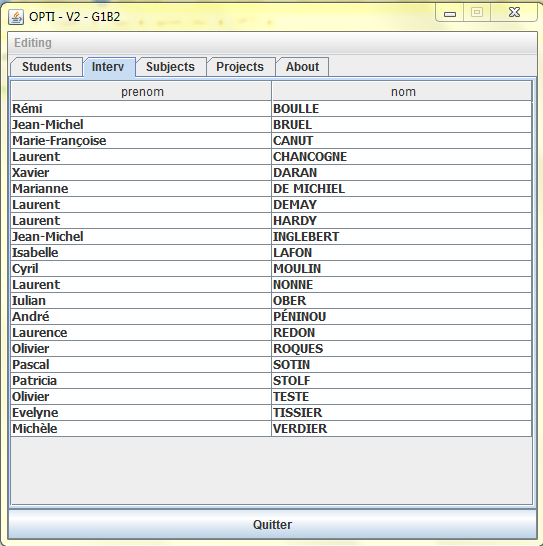 OPTI - V2 - G1B2
Editing
Students Interv Subjects Projects About
prenom nom
Rémi BOULLE
Jean-Michel BRUEL
Marie-Françoise CANUT
Laurent CHANCOGNE
Xavier DARAN
Marianne DE MICHIEL
Laurent DEMAY
Laurent HARDY
Jean-Michel INGLEBERT
Isabelle LAFON
Cyril MOULIN
Laurent NONNE
Iulian OBER
André PÉNINOU
Laurence REDON
Olivier ROQUES
Pascal SOTIN
Patricia STOLF
Olivier TESTE
Evelyne TISSIER
Michèle VERDIER
Quitter